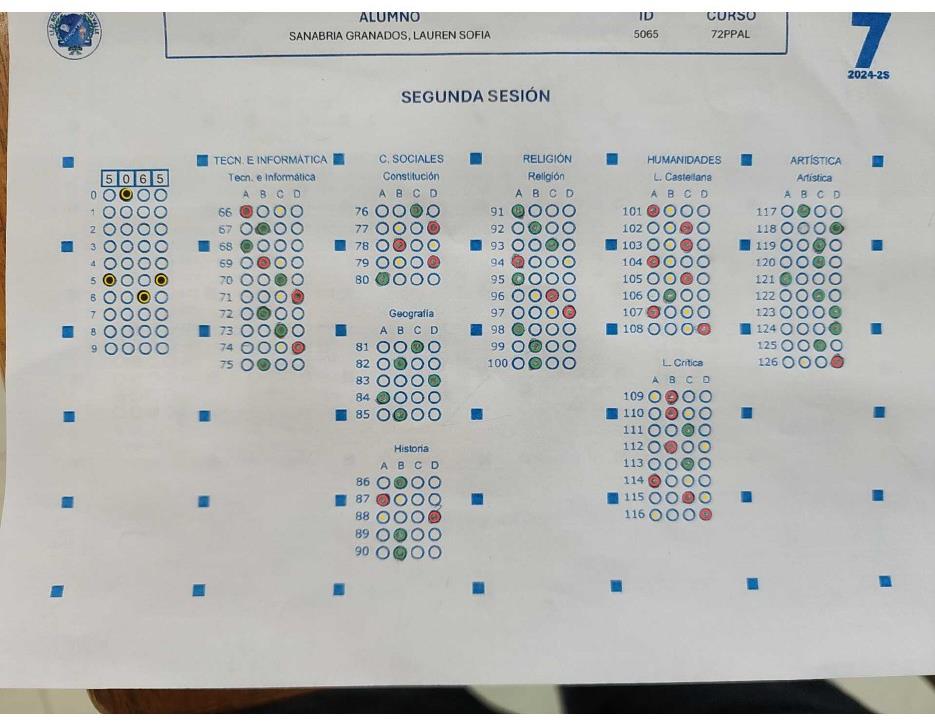 ALUMNO ID CURSO
SANABRIA GRANADOS, LAUREN SOFIA 5065 72PPAL
7
2024-2S
SEGUNDA SESIÓN
5 0 6 5
0
1
2
3
4
5
6
7
8
9
TECN. E INFORMÁTICA
Tecn. e Informática
A B C D
66
67
68
69
70
71
72
73
74
75
C. SOCIALES
Constitución
A B C D
76
77
78
79
80
Geografía
81
82
83
84
85
Historia
A B C D
86
87
88
89
90
RELIGIÓN
Religión
A B C D
91
92
93
94
95
96
97
98
99
100
HUMANIDADES
L. Castellana
A B C D
101
102
103
104
105
106
107
108
L. Crítica
A B C D
109
110
111
112
113
114
115
116
ARTÍSTICA
Artística
A B C D
117
118
119
120
121
122
123
124
125
126